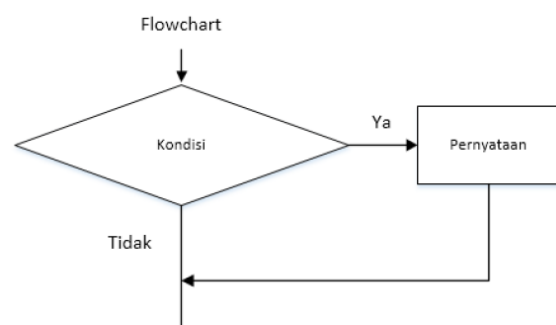 Flowchart
Kondisi
Ya
Pernyataan
Tidak